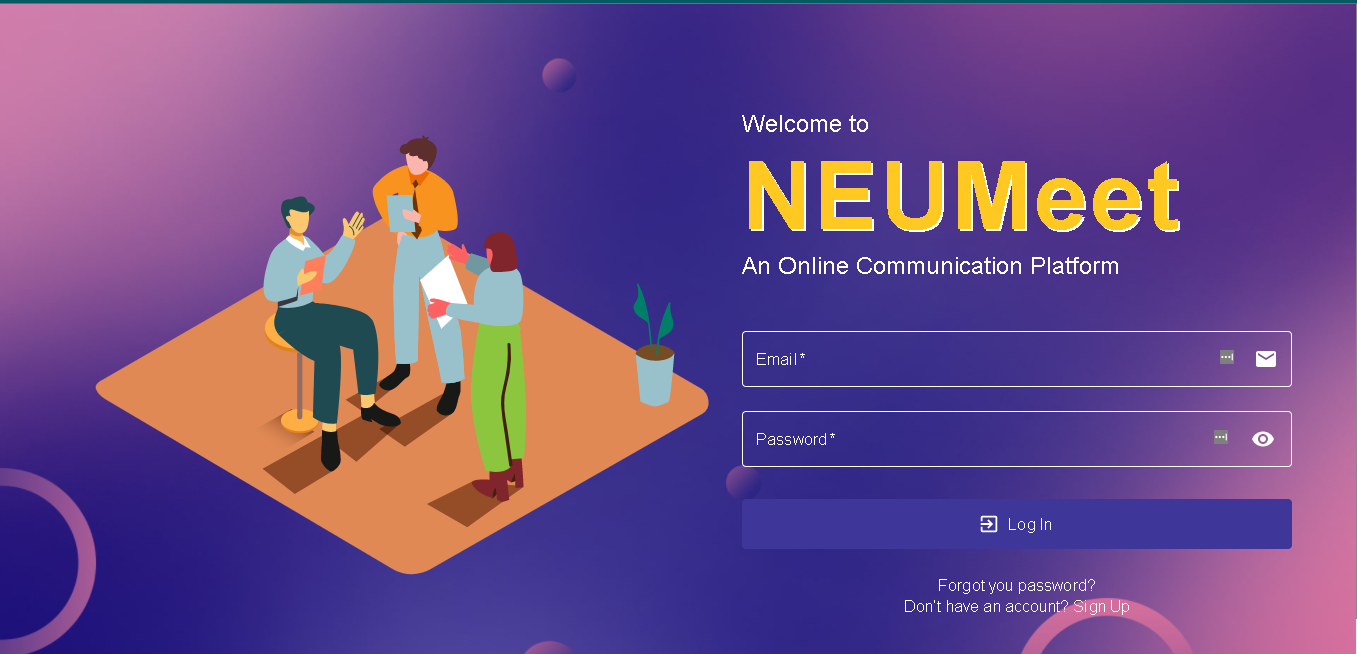 Welcome to
NEUMeet
An Online Communication Platform
Email *
Password *
Log In
Forgot you password?
Don't have an account? Sign Up